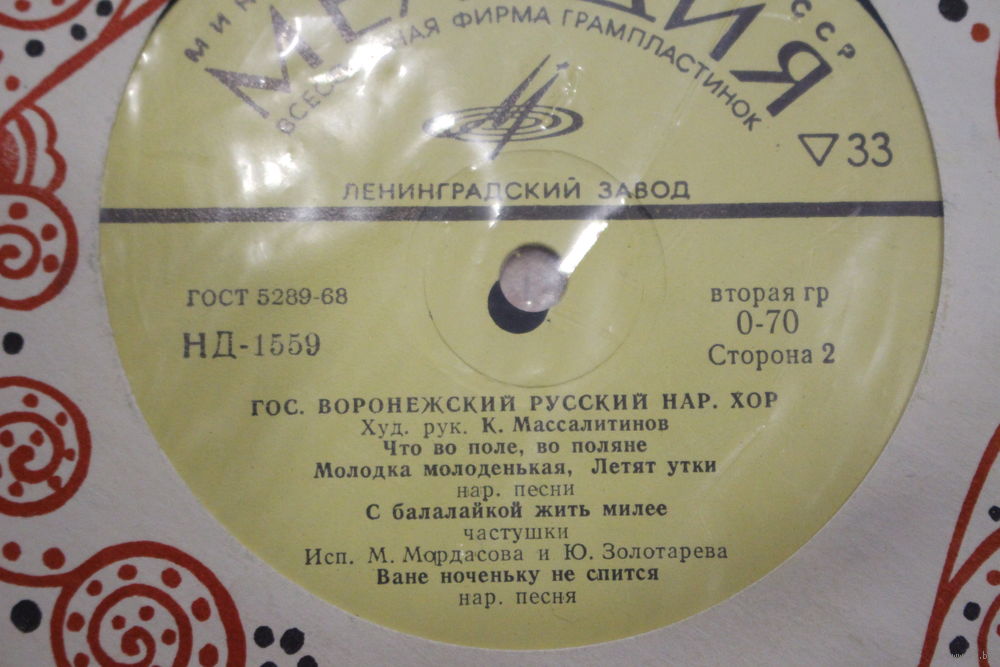 ВСЕСОЮЗНАЯ ФИРМА ГРАМПЛАСТИНОК
▽33
ЛЕНИНГРАДСКИЙ ЗАВОД
ГОСТ 5289-68
НД-1559
вторая гр
0-70
Сторона 2
ГОС. ВОРОНЕЖСКИЙ РУССКИЙ НАР. ХОР
Худ. рук. К. Массалитинов
Что во поле, во поляне
Молодка молоденькая, Летят утки
нар. песни
С балалайкой жить милее
частушки
Исп. М. Мордасова и Ю. Золотарева
Ване ноченьку не спится
нар. песня